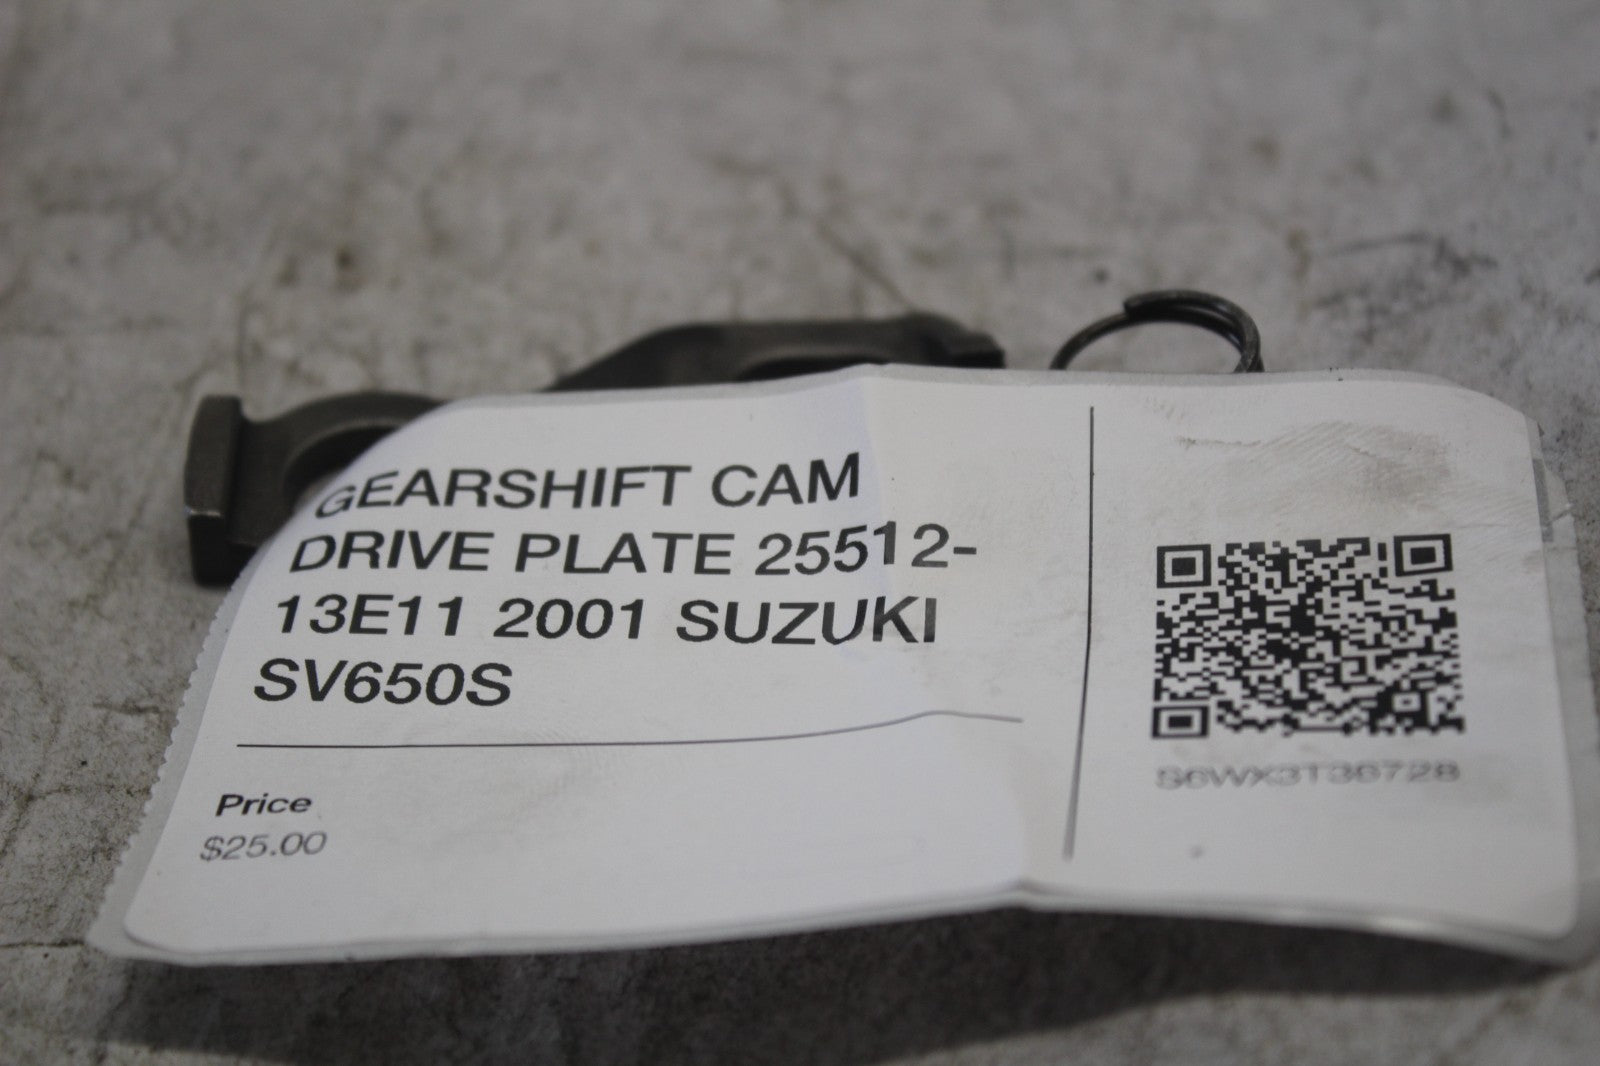 GEARSHIFT CAM
DRIVE PLATE 25512-
13E11 2001 SUZUKI
SV650S
Price
$25.00
S6WX3T36728